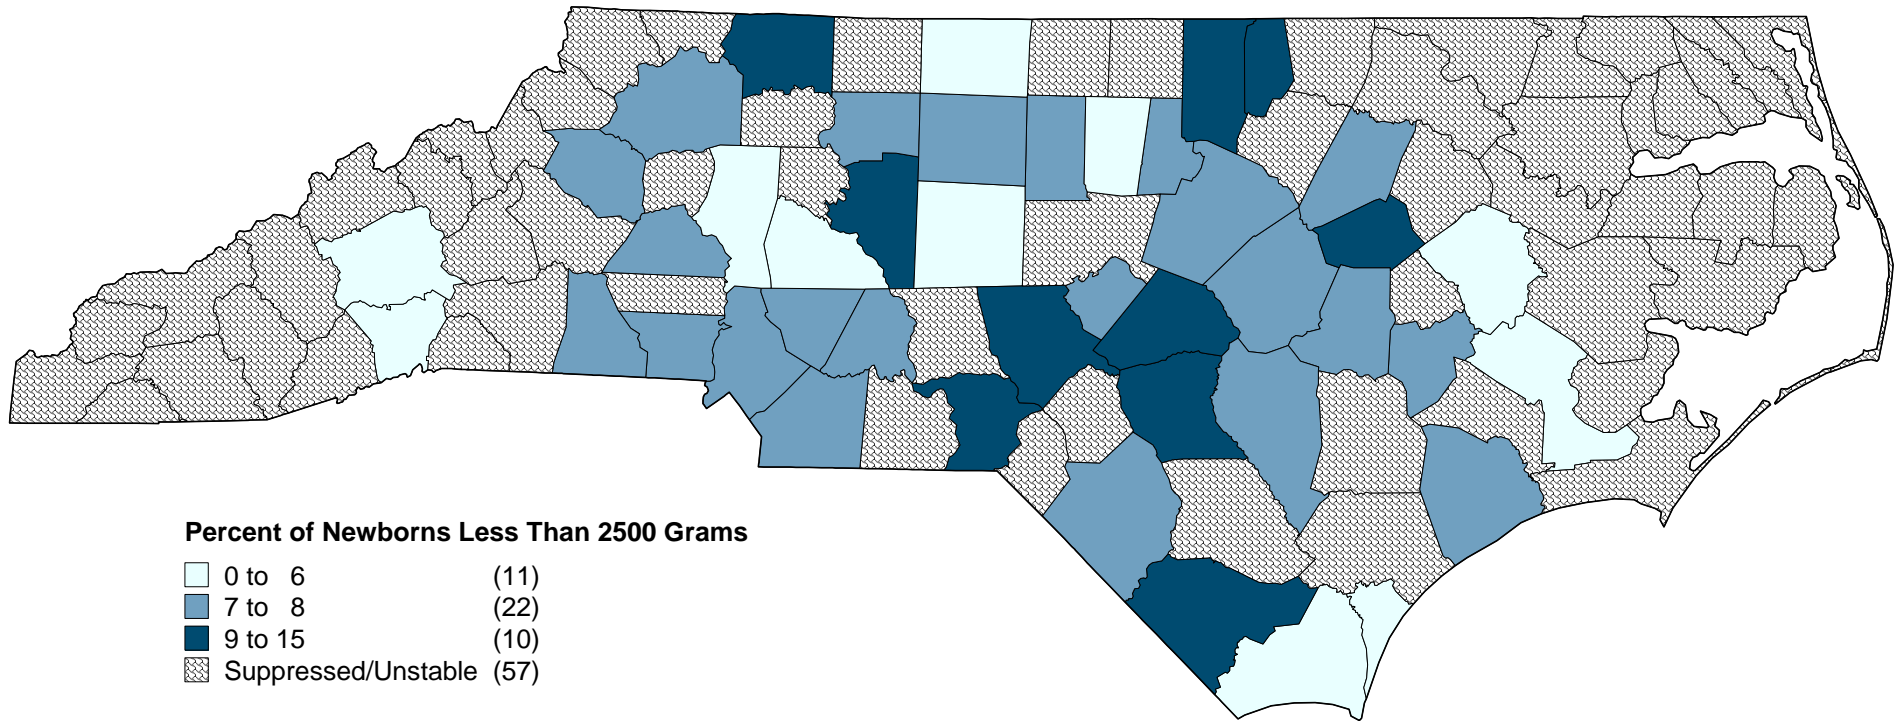 Percent of Newborns Less Than 2500 Grams
0 to 6 (11)
7 to 8 (22)
9 to 15 (10)
Suppressed/Unstable (57)